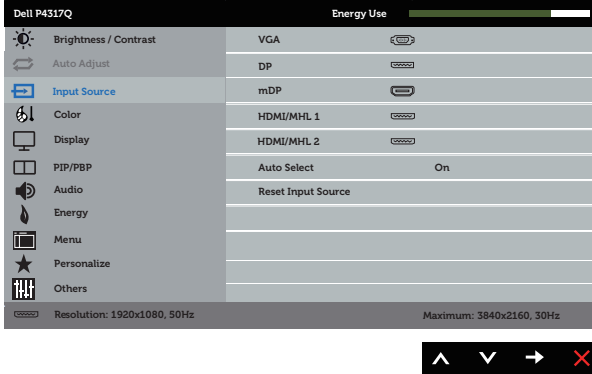 Dell P4317Q Energy Use
Brightness / Contrast VGA
Auto Adjust DP
Input Source mDP
Color HDMI/MHL 1
Display HDMI/MHL 2
PIP/PBP Auto Select On
Audio Reset Input Source
Energy
Menu
Personalize
Others
Resolution: 1920x1080, 50Hz Maximum: 3840x2160, 30Hz